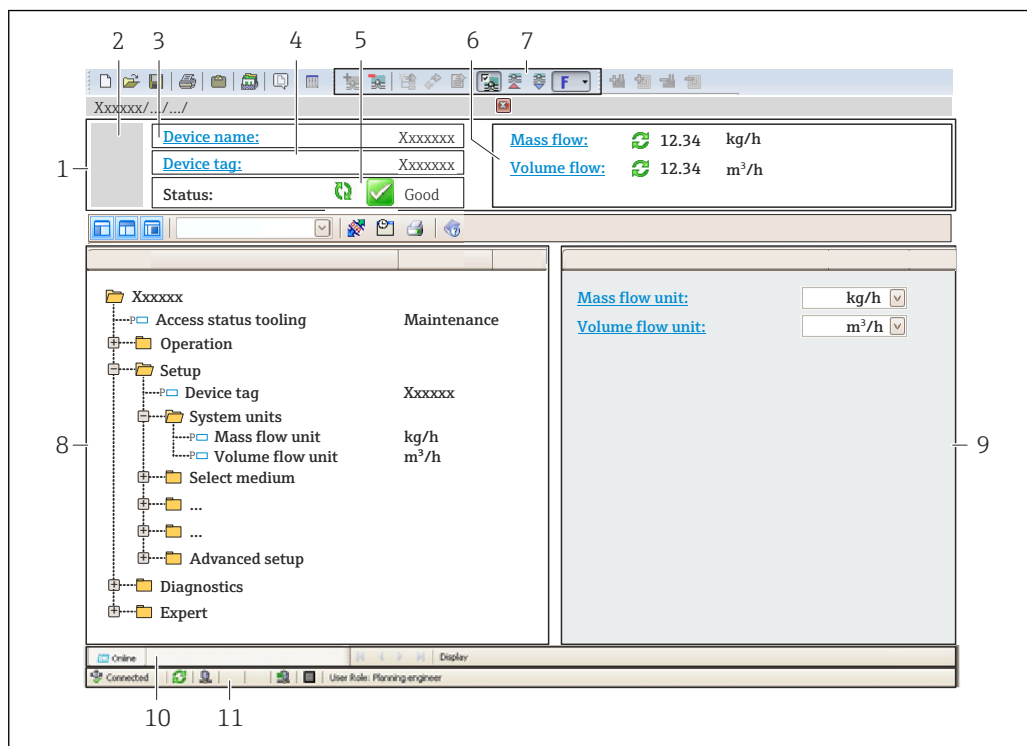 2 3 4 5 6 7
F
Xxxxxx/.../.../
1
Device name: Xxxxxxx
Device tag: Xxxxxxx
Status: Good
Mass flow: 12.34 kg/h
Volume flow: 12.34 m³/h
Xxxxxx
P Access status tooling Maintenance
Operation
Setup
P Device tag Xxxxxx
System units
P Mass flow unit kg/h
P Volume flow unit m³/h
Select medium
...
...
Advanced setup
Diagnostics
Expert
Mass flow unit: kg/h
Volume flow unit: m³/h
8
9
Online Display
Connected User Role: Planning engineer
10 11